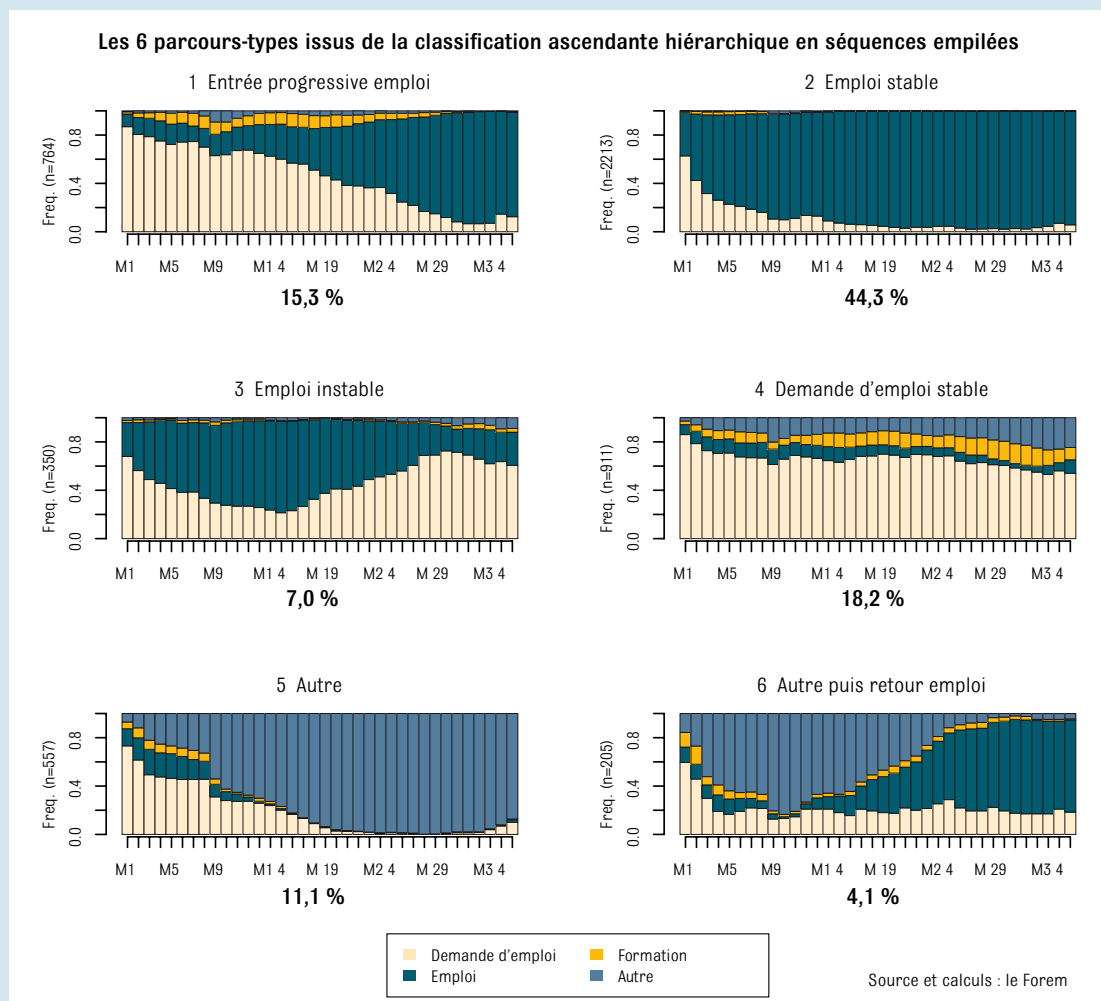 Les 6 parcours-types issus de la classification ascendante hiérarchique en séquences empilées
1 Entrée progressive emploi
Freq. (n=764)
0.0 0.4 0.8
M1 M5 M9 M1 4 M 19 M2 4 M 29 M3 4
15,3 %
2 Emploi stable
Freq. (n=2213)
0.0 0.4 0.8
M1 M5 M9 M1 4 M 19 M2 4 M 29 M3 4
44,3 %
3 Emploi instable
Freq. (n=350)
0.0 0.4 0.8
M1 M5 M9 M1 4 M 19 M2 4 M 29 M3 4
7,0 %
4 Demande d'emploi stable
Freq. (n=911)
0.0 0.4 0.8
M1 M5 M9 M1 4 M 19 M2 4 M 29 M3 4
18,2 %
5 Autre
Freq. (n=557)
0.0 0.4 0.8
M1 M5 M9 M1 4 M 19 M2 4 M 29 M3 4
11,1 %
6 Autre puis retour emploi
Freq. (n=205)
0.0 0.4 0.8
M1 M5 M9 M1 4 M 19 M2 4 M 29 M3 4
4,1 %
Demande d'emploi
Emploi
Formation
Autre
Source et calculs : le Forem